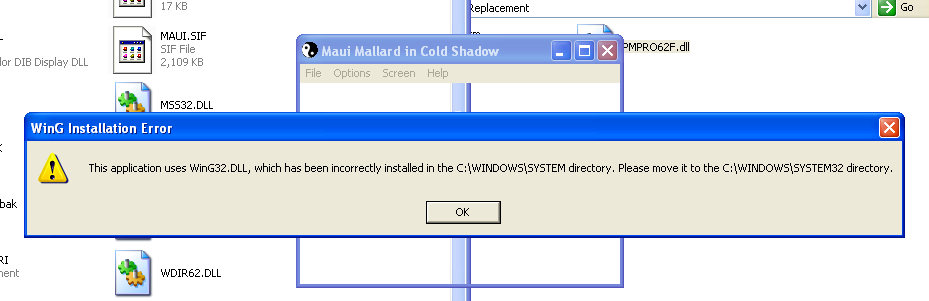 17 KB
Replacement
Go
MAUI.SIF
SIF File
2,109 KB
or DIB Display DLL
Maui Mallard in Cold Shadow
PMPRO62F.dll
File Options Screen Help
MSS32.DLL
WinG Installation Error
This application uses WinG32.DLL, which has been incorrectly installed in the C:\WINDOWS\SYSTEM directory. Please move it to the C:\WINDOWS\SYSTEM32 directory.
OK
bak
RI
ment
WDIR62.DLL